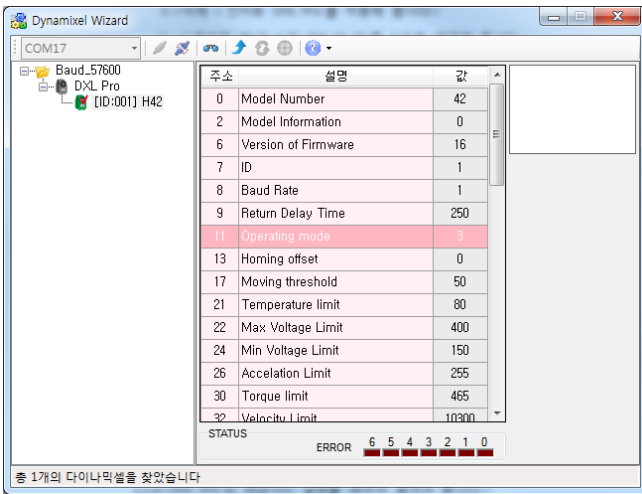 Dynamixel Wizard
COM17
Baud_57600
DXL Pro
[ID:001] H42
주소 설명 값
0 Model Number 42
2 Model Information 0
6 Version of Firmware 16
7 ID 1
8 Baud Rate 1
9 Return Delay Time 250
11 Operating mode 3
13 Homing offset 0
17 Moving threshold 50
21 Temperature limit 80
22 Max Voltage Limit 400
24 Min Voltage Limit 150
26 Accelation Limit 255
30 Torque limit 465
32 Velocity Limit 10300
STATUS
ERROR 6 5 4 3 2 1 0
총 1개의 다이나믹셀을 찾았습니다